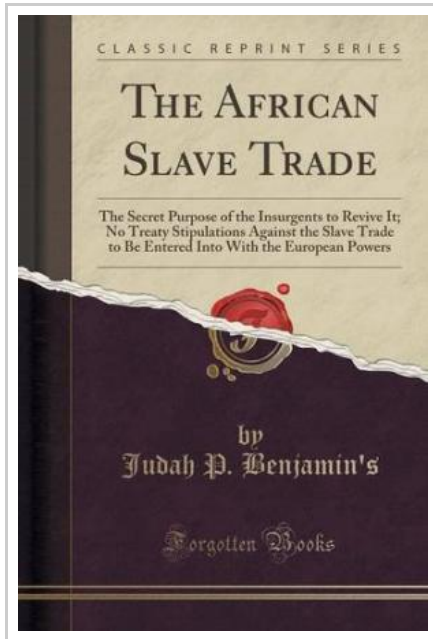 CLASSIC REPRINT SERIES
THE AFRICAN
SLAVE TRADE
The Secret Purpose of the Insurgents to Revive It;
No Treaty Stipulations Against the Slave Trade
to Be Entered Into With the European Powers
by
Judah P. Benjamin's
Forgotten Books